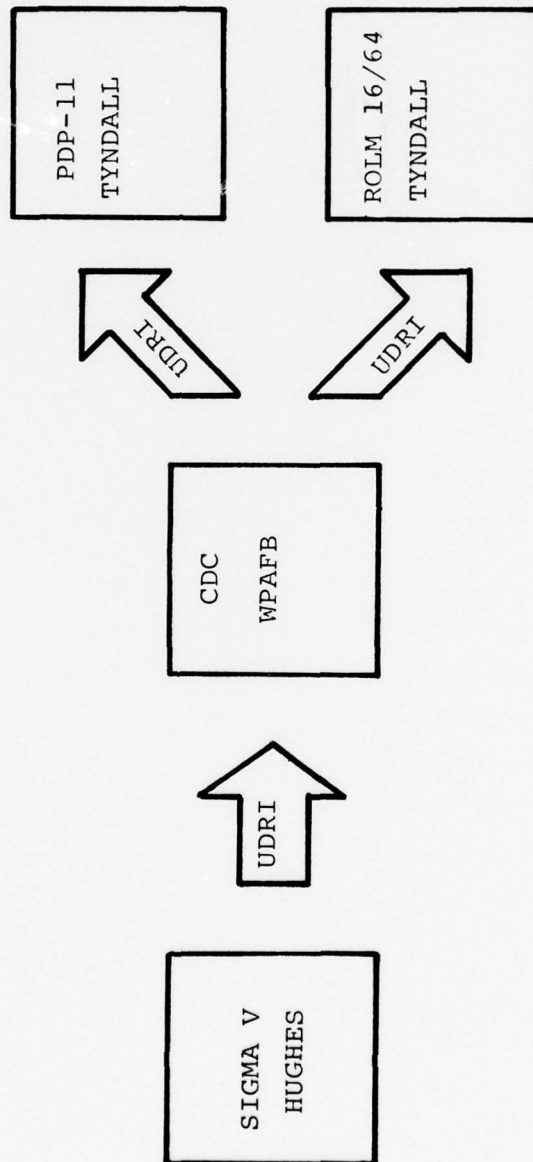 SIGMA V
HUGHES
UDRI
CDC
WPAFB
UDRI
PDP-11
TYNDALL
UDRI
ROLM 16/64
TYNDALL